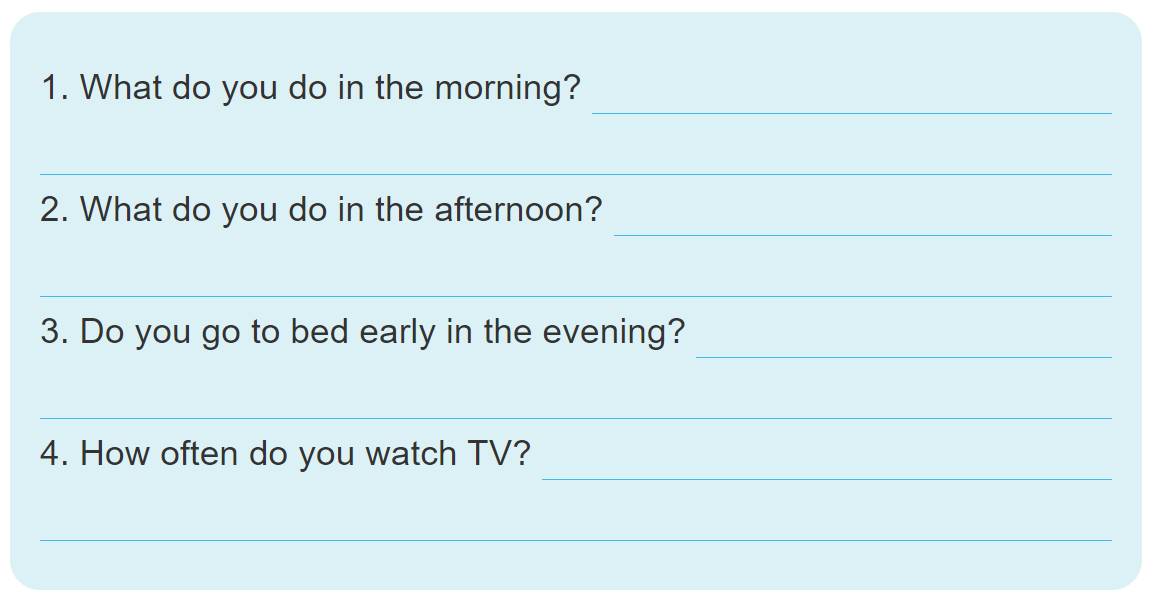 1. What do you do in the morning?
2. What do you do in the afternoon?
3. Do you go to bed early in the evening?
4. How often do you watch TV?